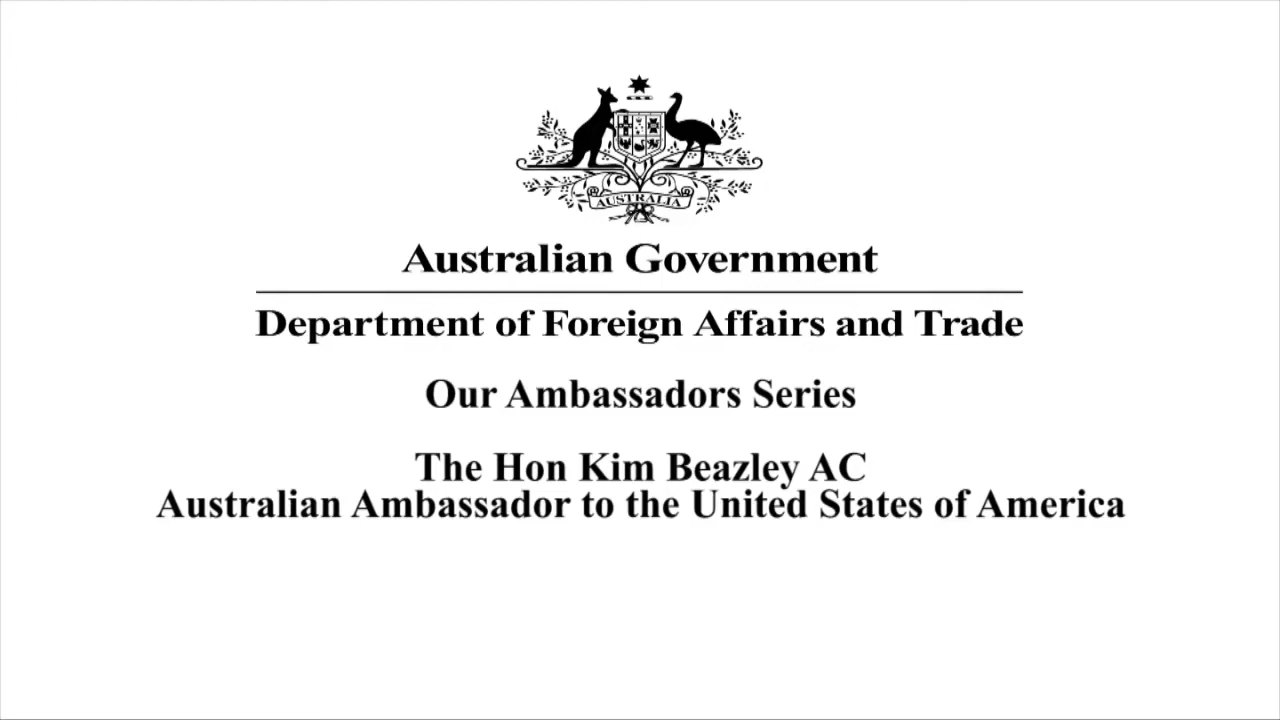 AUSTRALIA
Australian Government
Department of Foreign Affairs and Trade
Our Ambassadors Series
The Hon Kim Beazley AC
Australian Ambassador to the United States of America